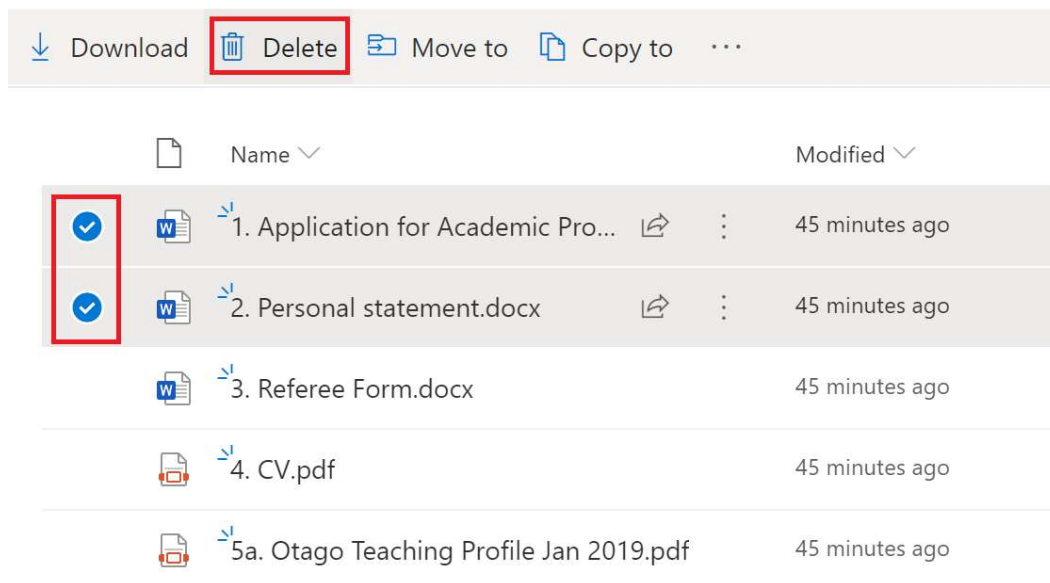 Download Delete Move to Copy to ...
Name Modified
1. Application for Academic Pro... 45 minutes ago
2. Personal statement.docx 45 minutes ago
3. Referee Form.docx 45 minutes ago
4. CV.pdf 45 minutes ago
5a. Otago Teaching Profile Jan 2019.pdf 45 minutes ago